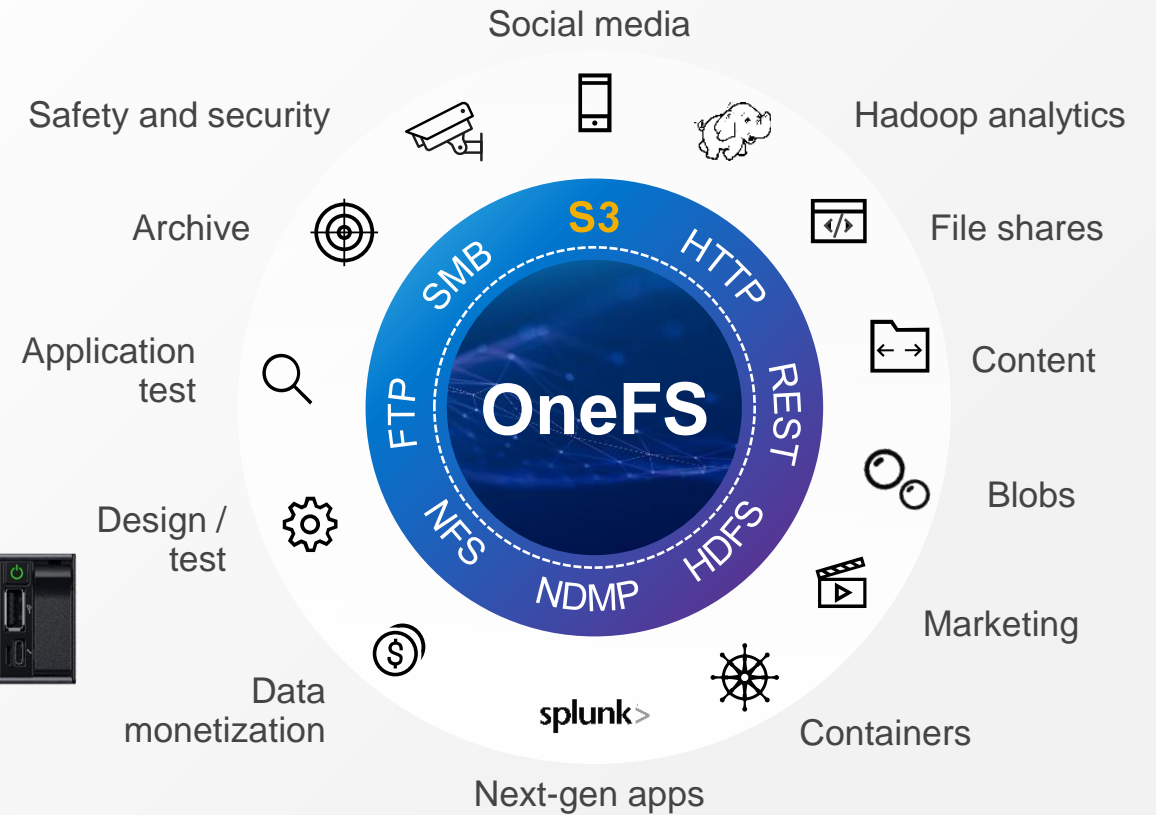 Social media
Safety and security
Hadoop analytics
Archive
File shares
S3
SMB
HTTP
Application
test
Content
FTP
OneFS
REST
Blobs
Design /
test
NFS
HDFS
NDMP
Marketing
Data
monetization
splunk>
Containers
Next-gen apps